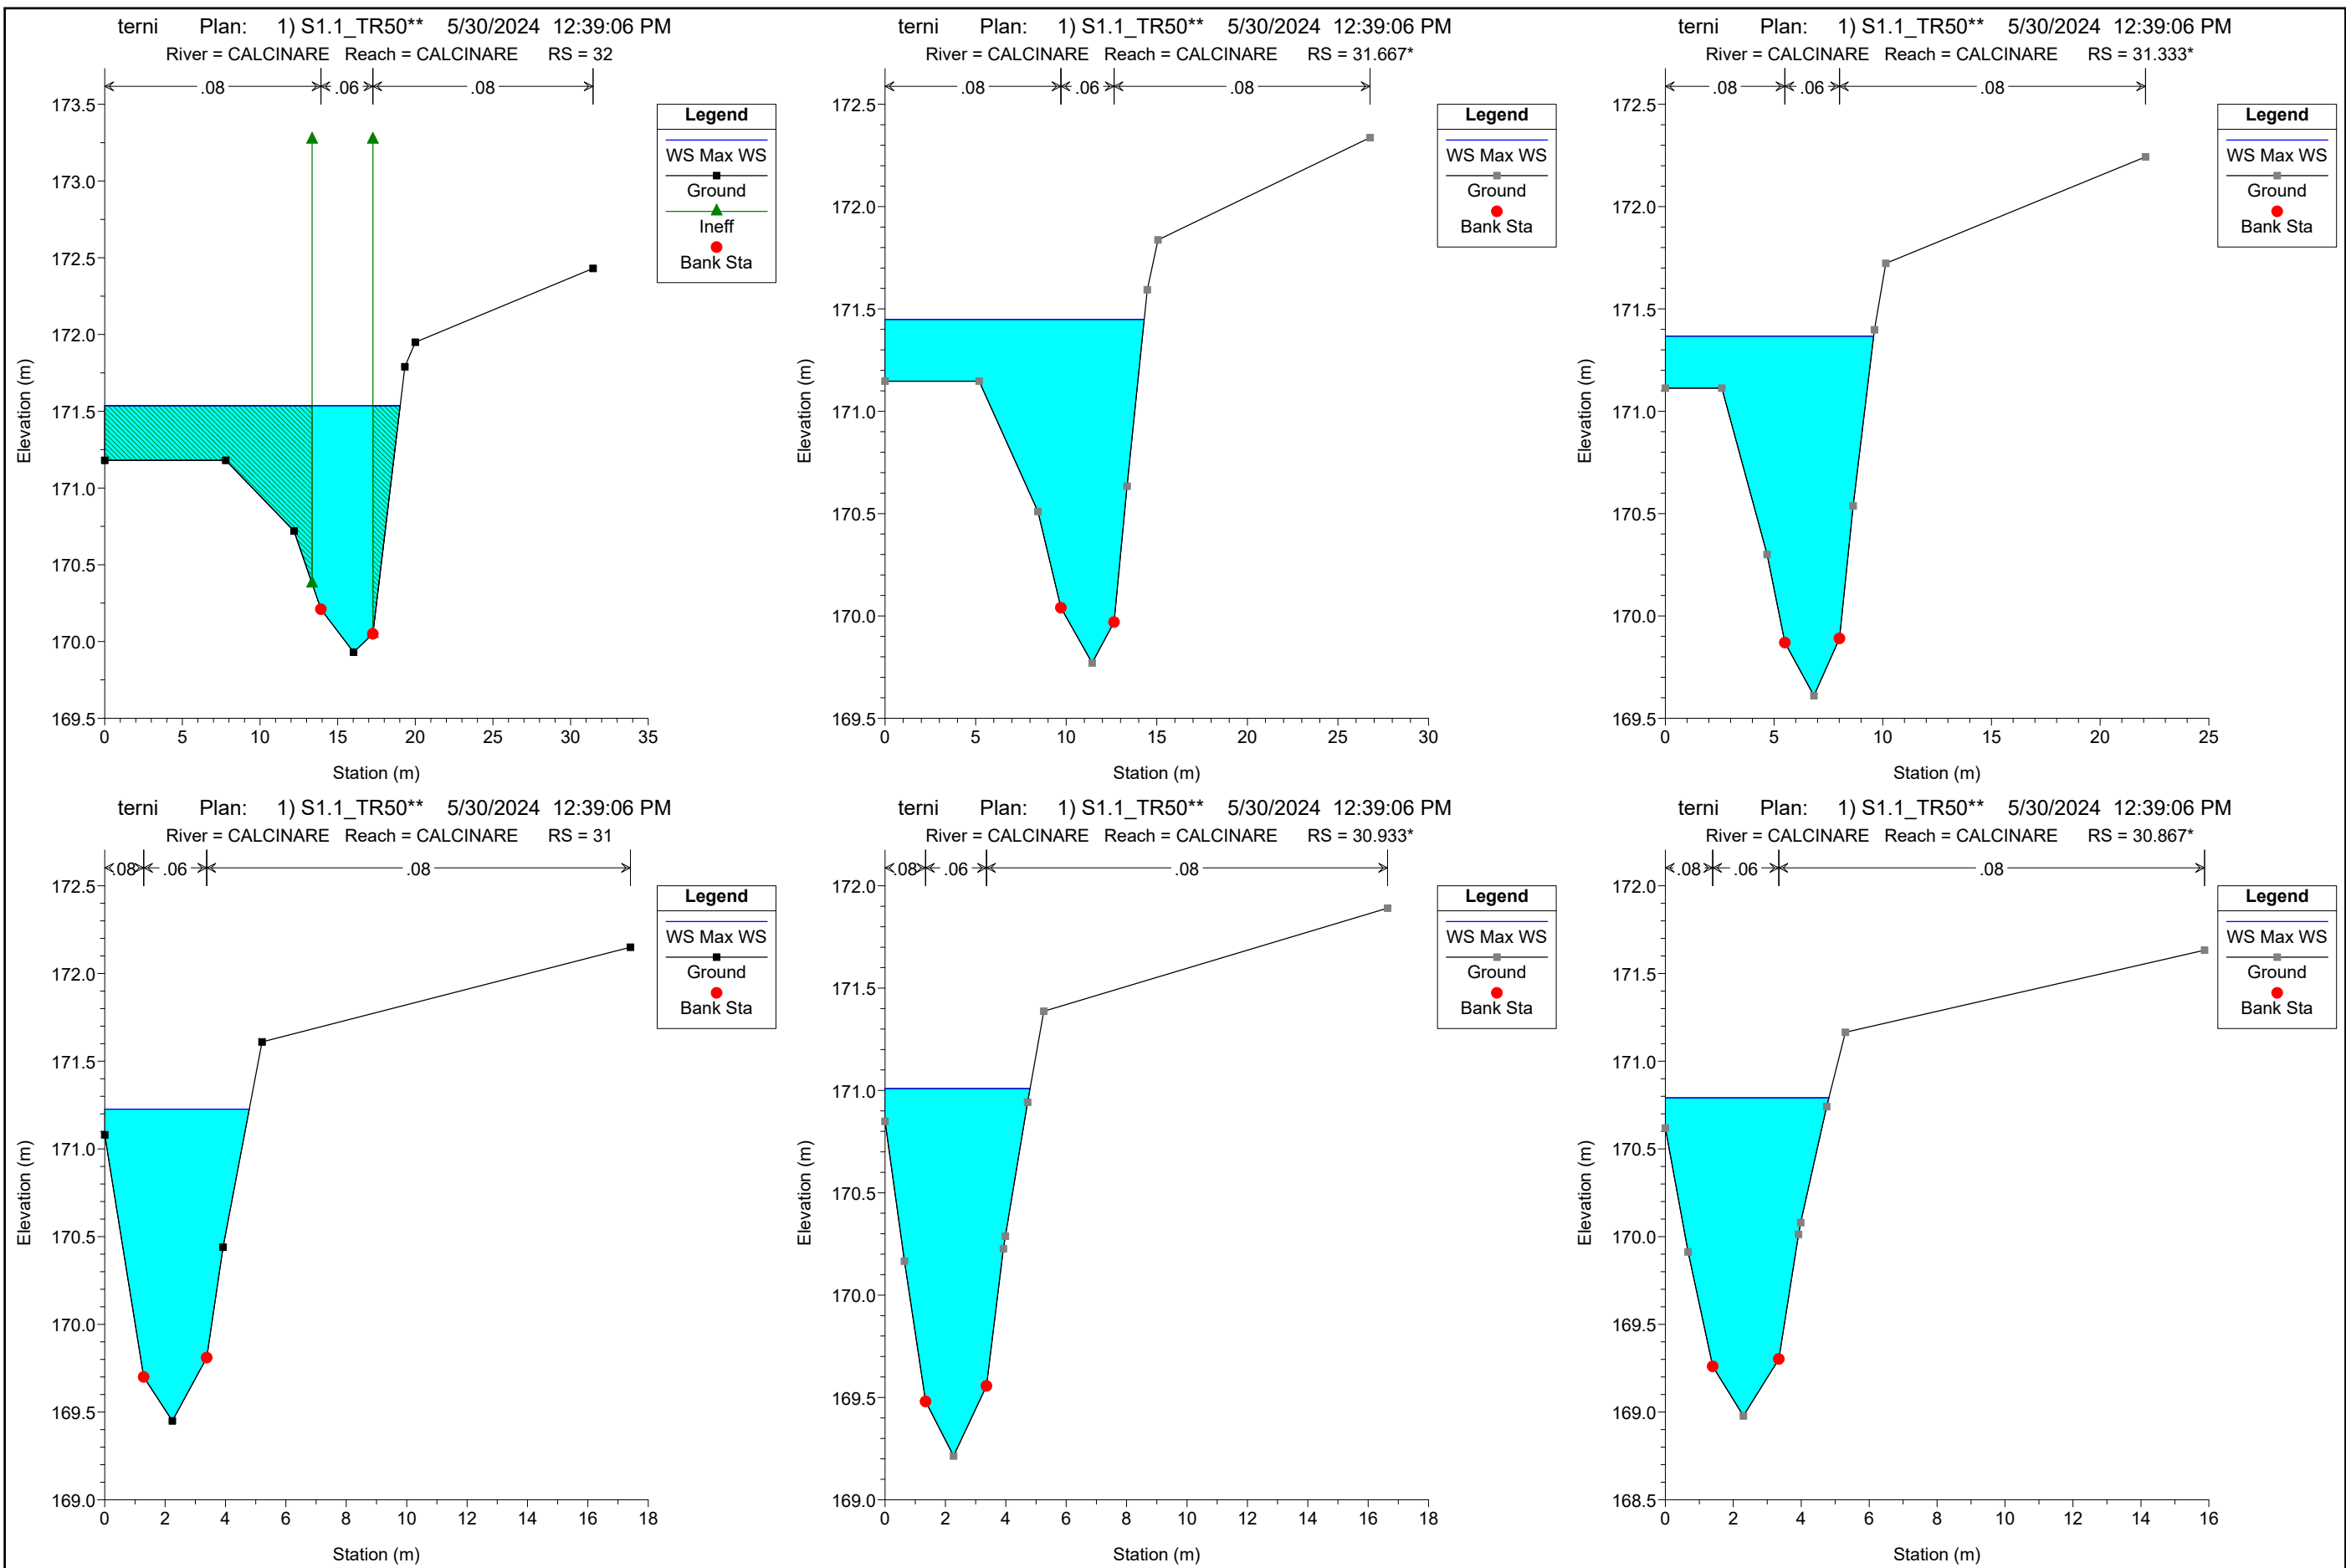 terni Plan: 1) S1.1_TR50** 5/30/2024 12:39:06 PM
River = CALCINARE Reach = CALCINARE RS = 32
.08 .06 .08
Legend
WS Max WS
Ground
Ineff
Bank Sta
173.5
173.0
172.5
172.0
171.5
171.0
170.5
170.0
169.5
Elevation (m)
0 5 10 15 20 25 30 35
Station (m)
terni Plan: 1) S1.1_TR50** 5/30/2024 12:39:06 PM
River = CALCINARE Reach = CALCINARE RS = 31.667*
.08 .06 .08
Legend
WS Max WS
Ground
Bank Sta
172.5
172.0
171.5
171.0
170.5
170.0
169.5
Elevation (m)
0 5 10 15 20 25 30
Station (m)
terni Plan: 1) S1.1_TR50** 5/30/2024 12:39:06 PM
River = CALCINARE Reach = CALCINARE RS = 31.333*
.08 .06 .08
Legend
WS Max WS
Ground
Bank Sta
172.5
172.0
171.5
171.0
170.5
170.0
169.5
Elevation (m)
0 5 10 15 20 25
Station (m)
terni Plan: 1) S1.1_TR50** 5/30/2024 12:39:06 PM
River = CALCINARE Reach = CALCINARE RS = 31
.08 .06 .08
Legend
WS Max WS
Ground
Bank Sta
172.5
172.0
171.5
171.0
170.5
170.0
169.5
169.0
Elevation (m)
0 2 4 6 8 10 12 14 16 18
Station (m)
terni Plan: 1) S1.1_TR50** 5/30/2024 12:39:06 PM
River = CALCINARE Reach = CALCINARE RS = 30.933*
.08 .06 .08
Legend
WS Max WS
Ground
Bank Sta
172.0
171.5
171.0
170.5
170.0
169.5
169.0
Elevation (m)
0 2 4 6 8 10 12 14 16 18
Station (m)
terni Plan: 1) S1.1_TR50** 5/30/2024 12:39:06 PM
River = CALCINARE Reach = CALCINARE RS = 30.867*
.08 .06 .08
Legend
WS Max WS
Ground
Bank Sta
172.0
171.5
171.0
170.5
170.0
169.5
169.0
168.5
Elevation (m)
0 2 4 6 8 10 12 14 16
Station (m)